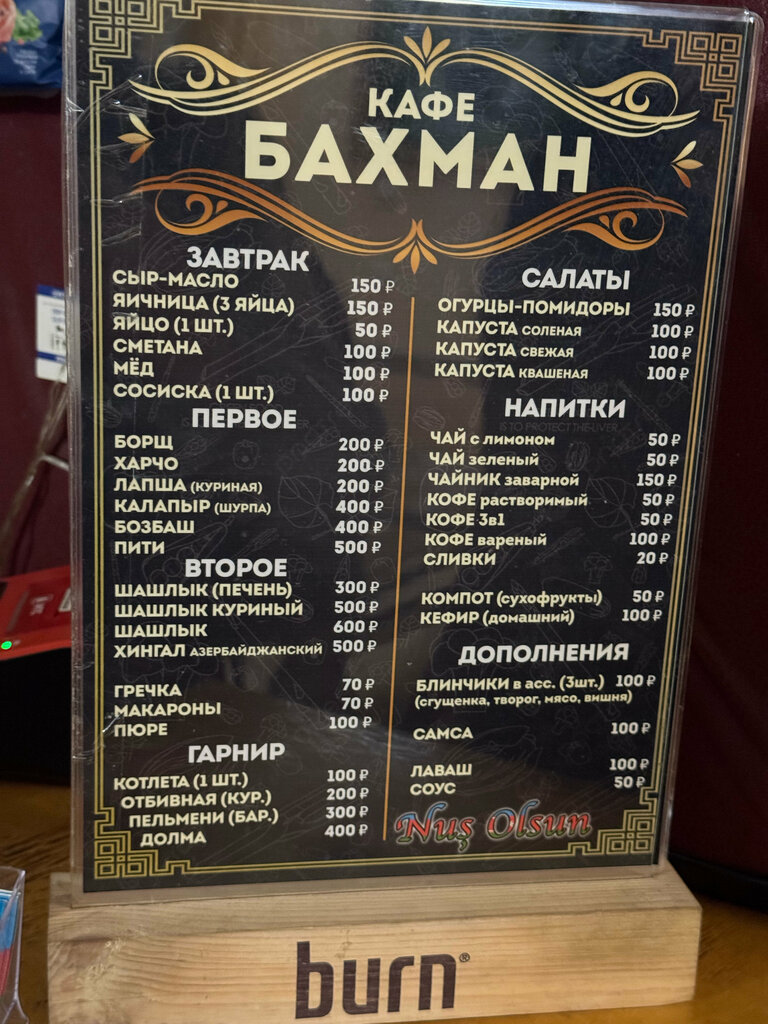 КАФЕ
БАХМАН
ЗАВТРАК
СЫР-МАСЛО 150 ₽
ЯИЧНИЦА (3 ЯЙЦА) 150 ₽
ЯЙЦО (1 ШТ.) 50 ₽
СМЕТАНА 100 ₽
МЁД 100 ₽
СОСИСКА (1 ШТ.) 100 ₽
ПЕРВОЕ
БОРЩ 200 ₽
ХАРЧО 200 ₽
ЛАПША (КУРИНАЯ) 200 ₽
КАЛАПЫР (ШУРПА) 400 ₽
БОЗБАШ 400 ₽
ПИТИ 500 ₽
ВТОРОЕ
ШАШЛЫК (ПЕЧЕНЬ) 300 ₽
ШАШЛЫК КУРИНЫЙ 500 ₽
ШАШЛЫК 600 ₽
ХИНГАЛ АЗЕРБАЙДЖАНСКИЙ 500 ₽
ГРЕЧКА 70 ₽
МАКАРОНЫ 70 ₽
ПЮРЕ 100 ₽
ГАРНИР
КОТЛЕТА (1 ШТ.) 100 ₽
ОТБИВНАЯ (КУР.) 200 ₽
ПЕЛЬМЕНИ (БАР.) 300 ₽
ДОЛМА 400 ₽
САЛАТЫ
ОГУРЦЫ-ПОМИДОРЫ 150 ₽
КАПУСТА СОЛЕНАЯ 100 ₽
КАПУСТА СВЕЖАЯ 100 ₽
КАПУСТА КВАШЕНАЯ 100 ₽
НАПИТКИ
IS TO PROTECT THE LIVER
ЧАЙ с лимоном 50 ₽
ЧАЙ зеленый 50 ₽
ЧАЙНИК заварной 150 ₽
КОФЕ растворимый 50 ₽
КОФЕ 3в1 50 ₽
КОФЕ вареный 100 ₽
СЛИВКИ 20 ₽
КОМПОТ (сухофрукты) 50 ₽
КЕФИР (домашний) 100 ₽
ДОПОЛНЕНИЯ
БЛИНЧИКИ в асс. (3шт.) 100 ₽
(сгущенка, творог, мясо, вишня)
САМСА 100 ₽
ЛАВАШ 100 ₽
СОУС 50 ₽
Nuş Olsun
burn®